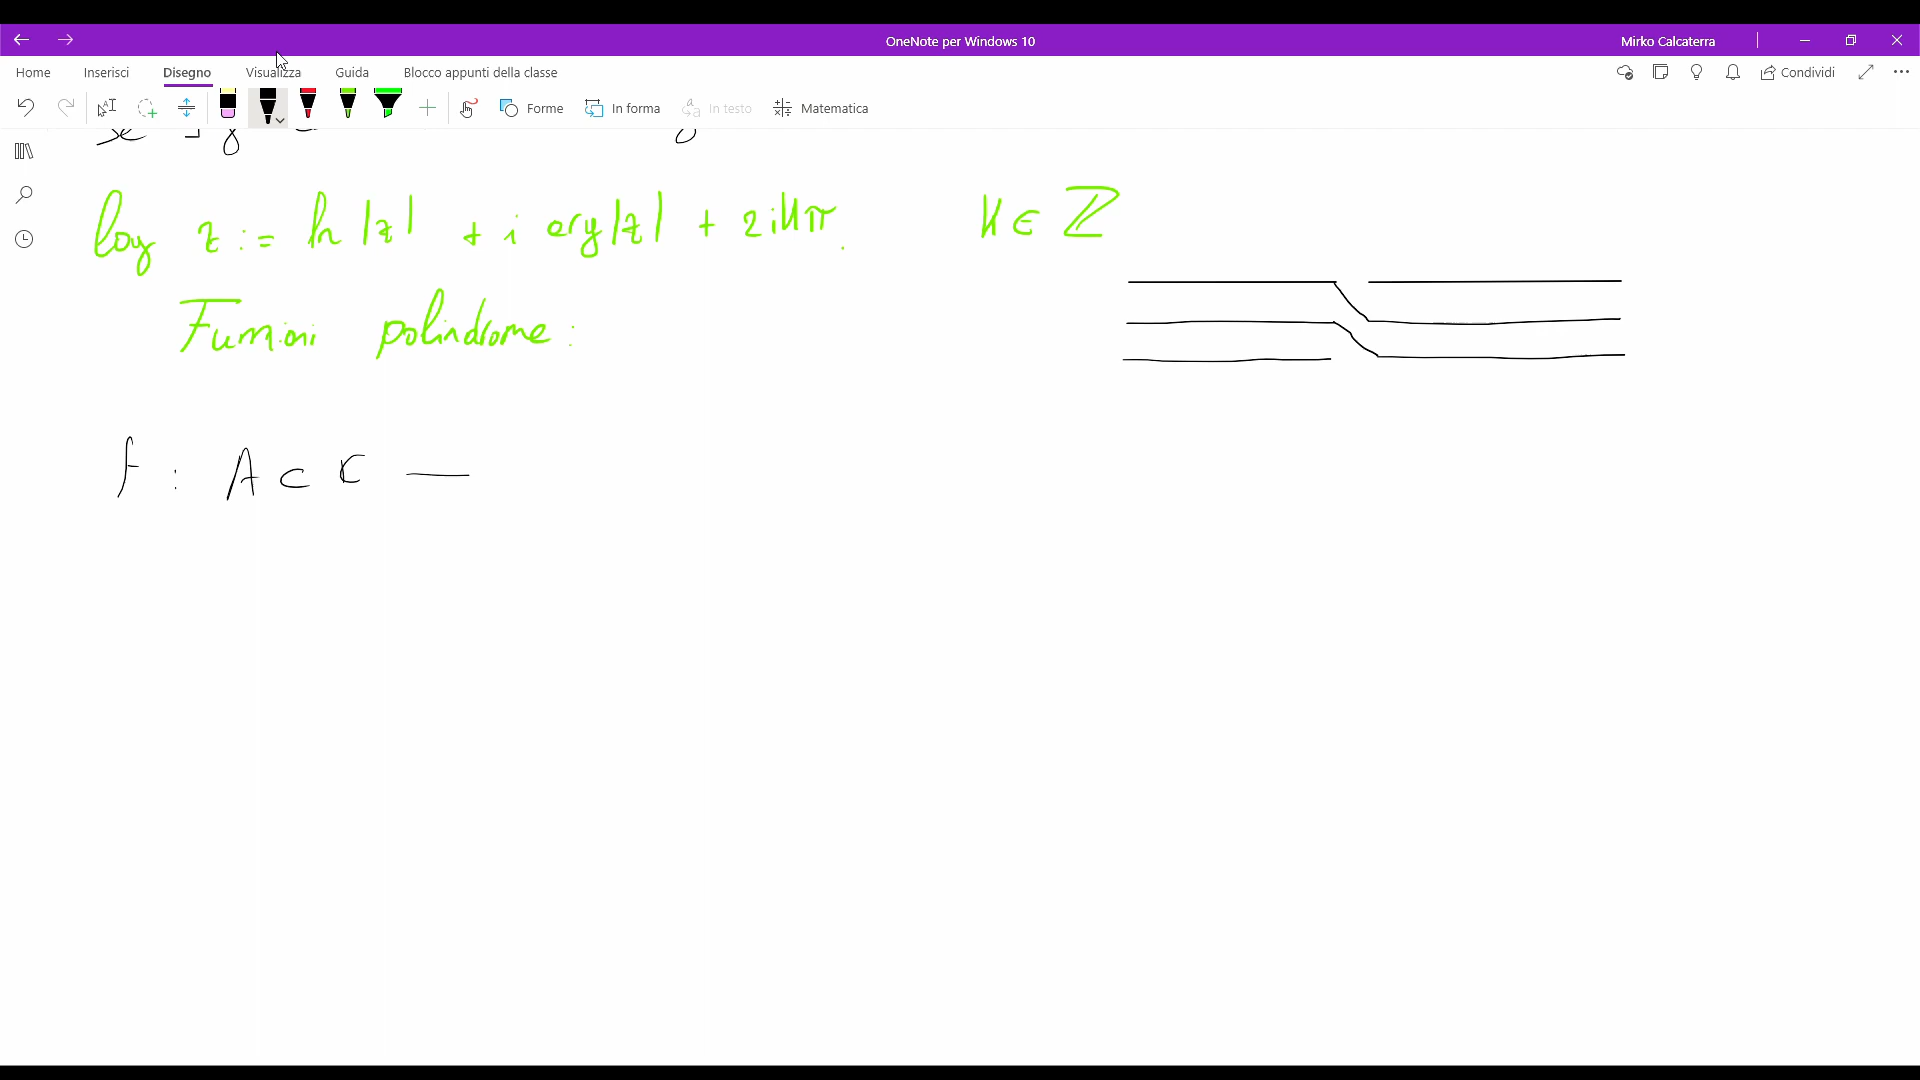 OneNote per Windows 10
Mirko Calcaterra
Home Inserisci Disegno Visualizza Guida Blocco appunti della classe
Condividi
Forme In forma In testo Matematica
log z := ln |z| + i arg|z| + 2ikπ. k ∈ ℤ
Funzioni polindrome:
f : A ⊂ ℂ —